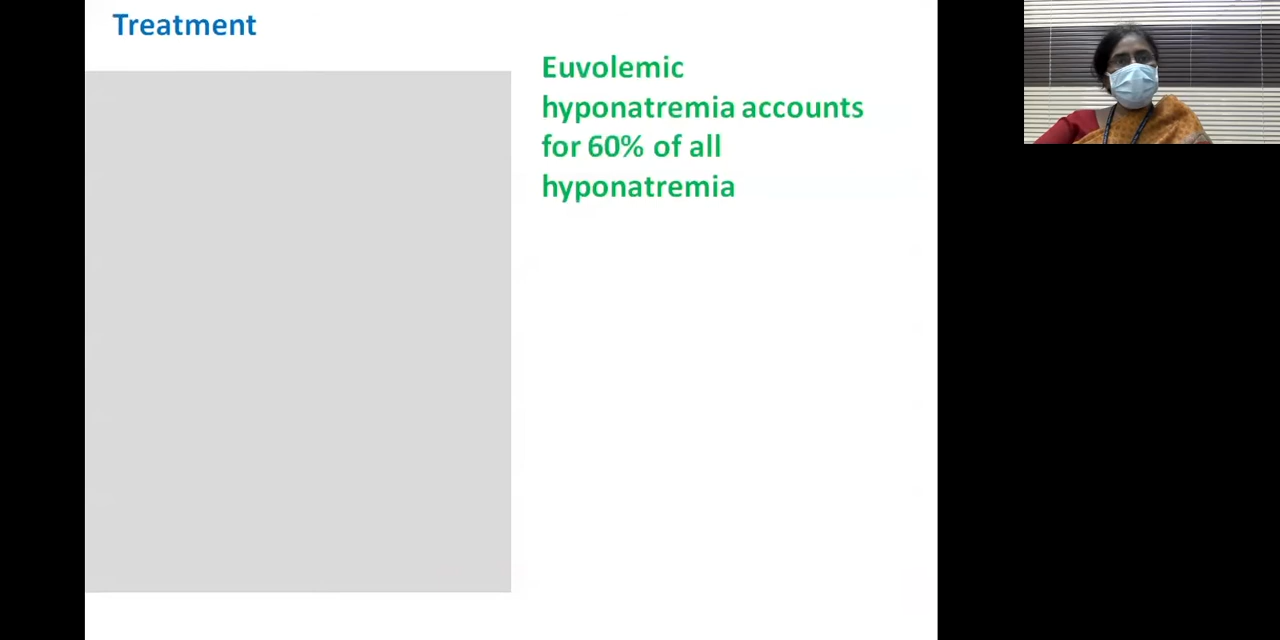 Treatment
Euvolemic
hyponatremia accounts
for 60% of all
hyponatremia